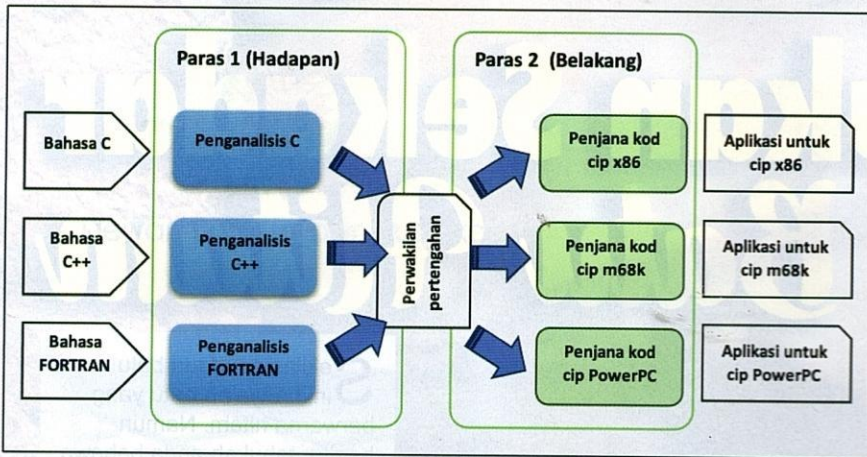 Paras 1 (Hadapan)
Paras 2 (Belakang)
Bahasa C
Penganalisis C
Penjana kod
cip x86
Aplikasi untuk
cip x86
Bahasa
C++
Penganalisis
C++
Perwakilan
pertengahan
Penjana kod
cip m68k
Aplikasi untuk
cip m68k
Bahasa
FORTRAN
Penganalisis
FORTRAN
Penjana kod
cip PowerPC
Aplikasi untuk
cip PowerPC